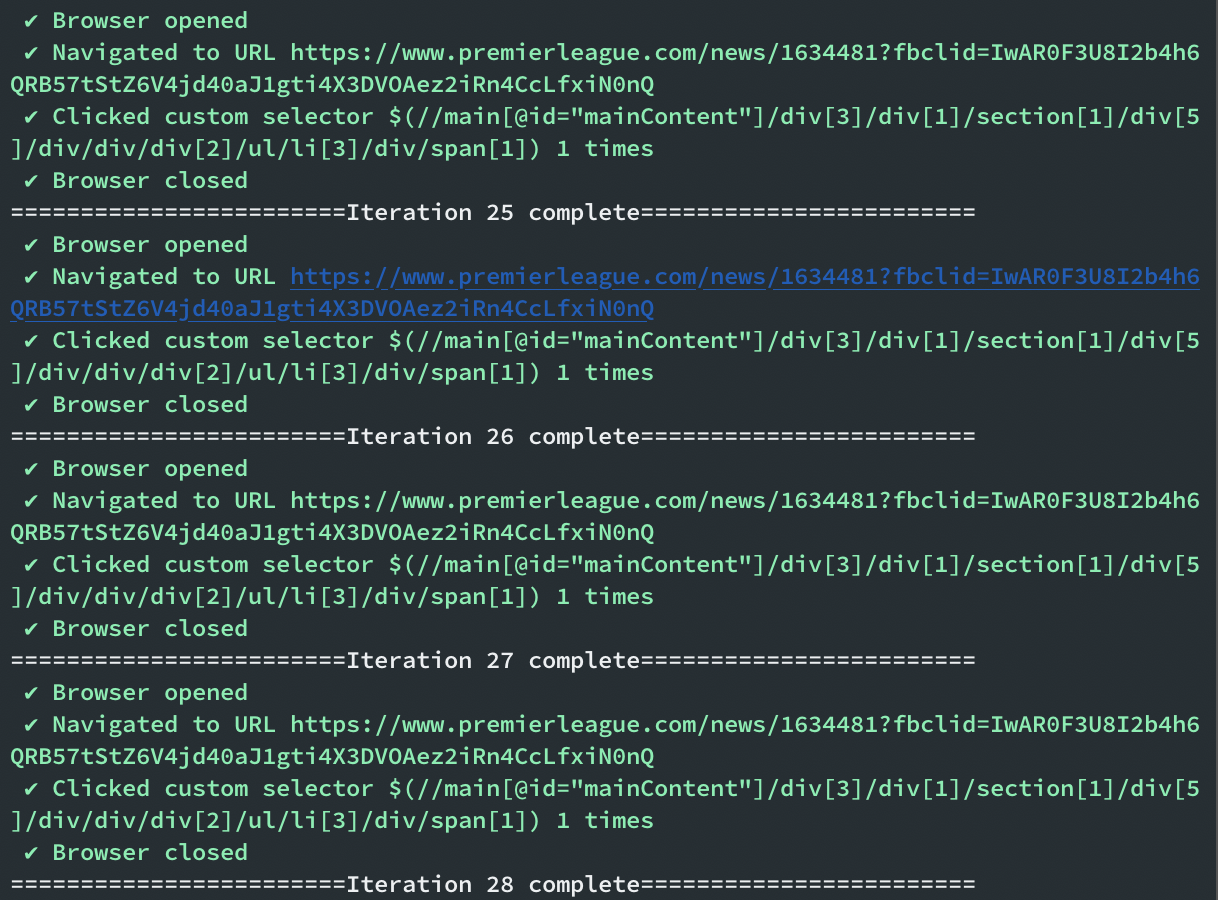 ✔ Browser opened
✔ Navigated to URL https://www.premierleague.com/news/1634481?fbclid=IwAR0F3U8I2b4h6
QRB57tStZ6V4jd40aJ1gti4X3DVOAez2iRn4CcLfxiN0nQ
✔ Clicked custom selector $(//main[@id="mainContent"]/div[3]/div[1]/section[1]/div[5
]/div/div/div[2]/ul/li[3]/div/span[1]) 1 times
✔ Browser closed
========================Iteration 25 complete========================
✔ Browser opened
✔ Navigated to URL https://www.premierleague.com/news/1634481?fbclid=IwAR0F3U8I2b4h6
QRB57tStZ6V4jd40aJ1gti4X3DVOAez2iRn4CcLfxiN0nQ
✔ Clicked custom selector $(//main[@id="mainContent"]/div[3]/div[1]/section[1]/div[5
]/div/div/div[2]/ul/li[3]/div/span[1]) 1 times
✔ Browser closed
========================Iteration 26 complete========================
✔ Browser opened
✔ Navigated to URL https://www.premierleague.com/news/1634481?fbclid=IwAR0F3U8I2b4h6
QRB57tStZ6V4jd40aJ1gti4X3DVOAez2iRn4CcLfxiN0nQ
✔ Clicked custom selector $(//main[@id="mainContent"]/div[3]/div[1]/section[1]/div[5
]/div/div/div[2]/ul/li[3]/div/span[1]) 1 times
✔ Browser closed
========================Iteration 27 complete========================
✔ Browser opened
✔ Navigated to URL https://www.premierleague.com/news/1634481?fbclid=IwAR0F3U8I2b4h6
QRB57tStZ6V4jd40aJ1gti4X3DVOAez2iRn4CcLfxiN0nQ
✔ Clicked custom selector $(//main[@id="mainContent"]/div[3]/div[1]/section[1]/div[5
]/div/div/div[2]/ul/li[3]/div/span[1]) 1 times
✔ Browser closed
========================Iteration 28 complete========================